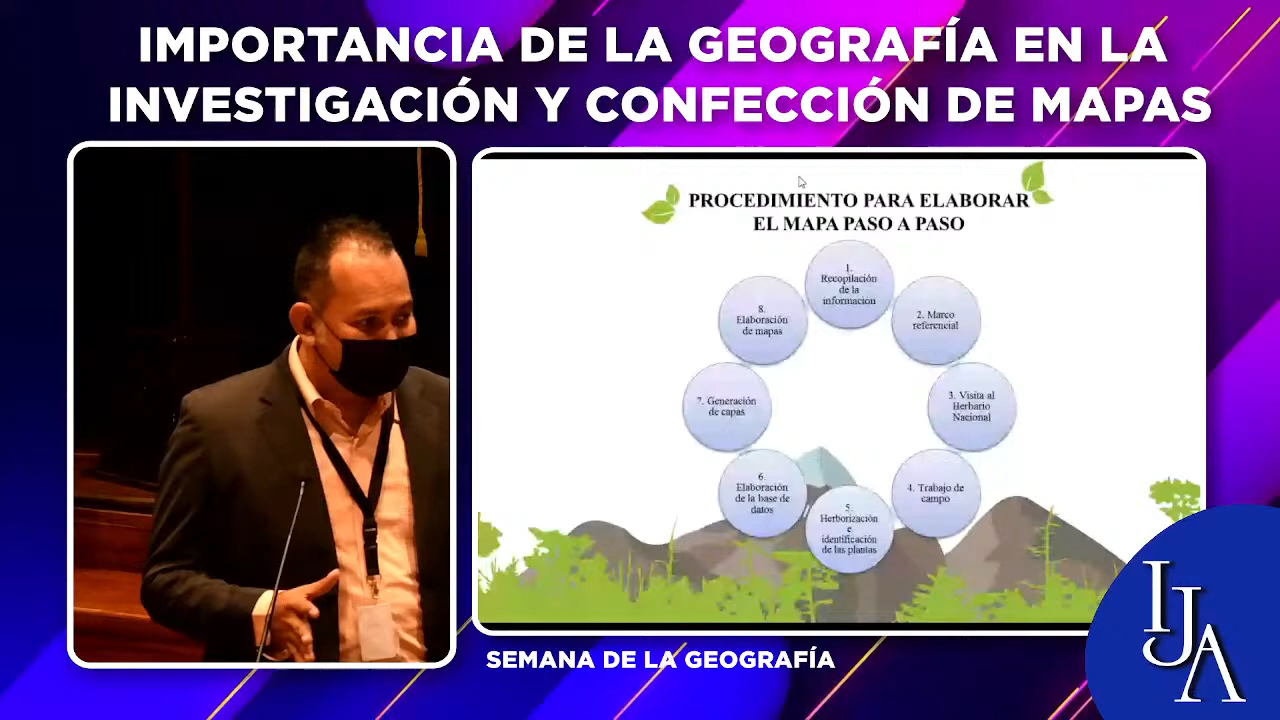 IMPORTANCIA DE LA GEOGRAFÍA EN LA
INVESTIGACIÓN Y CONFECCIÓN DE MAPAS
PROCEDIMIENTO PARA ELABORAR
EL MAPA PASO A PASO
1.
Recopilación
de la
información
2. Marco
referencial
3. Visita al
Herbario
Nacional
4. Trabajo de
campo
5.
Herborización
e
identificación
de las plantas
6.
Elaboración
de la base de
datos
7. Generación
de capas
8.
Elaboración
de mapas
SEMANA DE LA GEOGRAFÍA
IJA